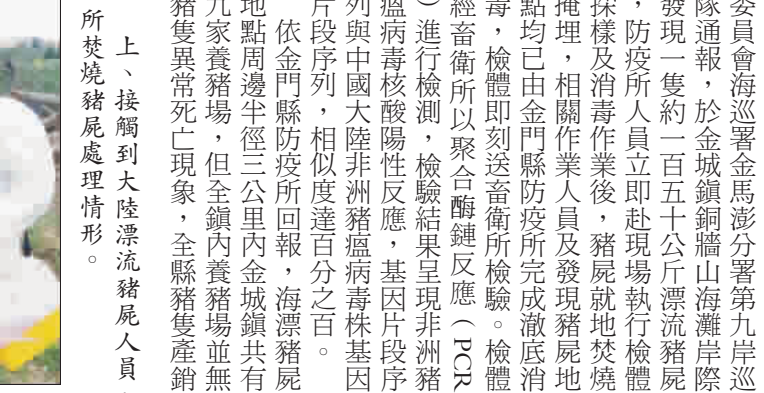 委員會海巡署金馬澎分署第九岸巡
隊通報，於金城鎮銅牆山海灘岸際
發現一隻約一百五十公斤漂流豬屍
，防疫所人員立即赴現場執行檢體
採樣及消毒作業後，豬屍就地焚燒
掩埋，相關作業人員及發現豬屍地
點均已由金門縣防疫所完成澈底消
毒，檢體即刻送畜衛所檢驗。檢體
經畜衛所以聚合酶鏈反應（PCR
）進行檢測，檢驗結果呈現非洲豬
瘟病毒核酸陽性反應，基因片段序
列與中國大陸非洲豬瘟病毒株基因
片段序列，相似度達百分之百。
依金門縣防疫所回報，海漂豬屍
地點周邊半徑三公里內金城鎮共有
九家養豬場，但全鎮內養豬場並無
豬隻異常死亡現象，全縣豬隻產銷
上、接觸到大陸漂流豬屍人員
所焚燒豬屍處理情形。